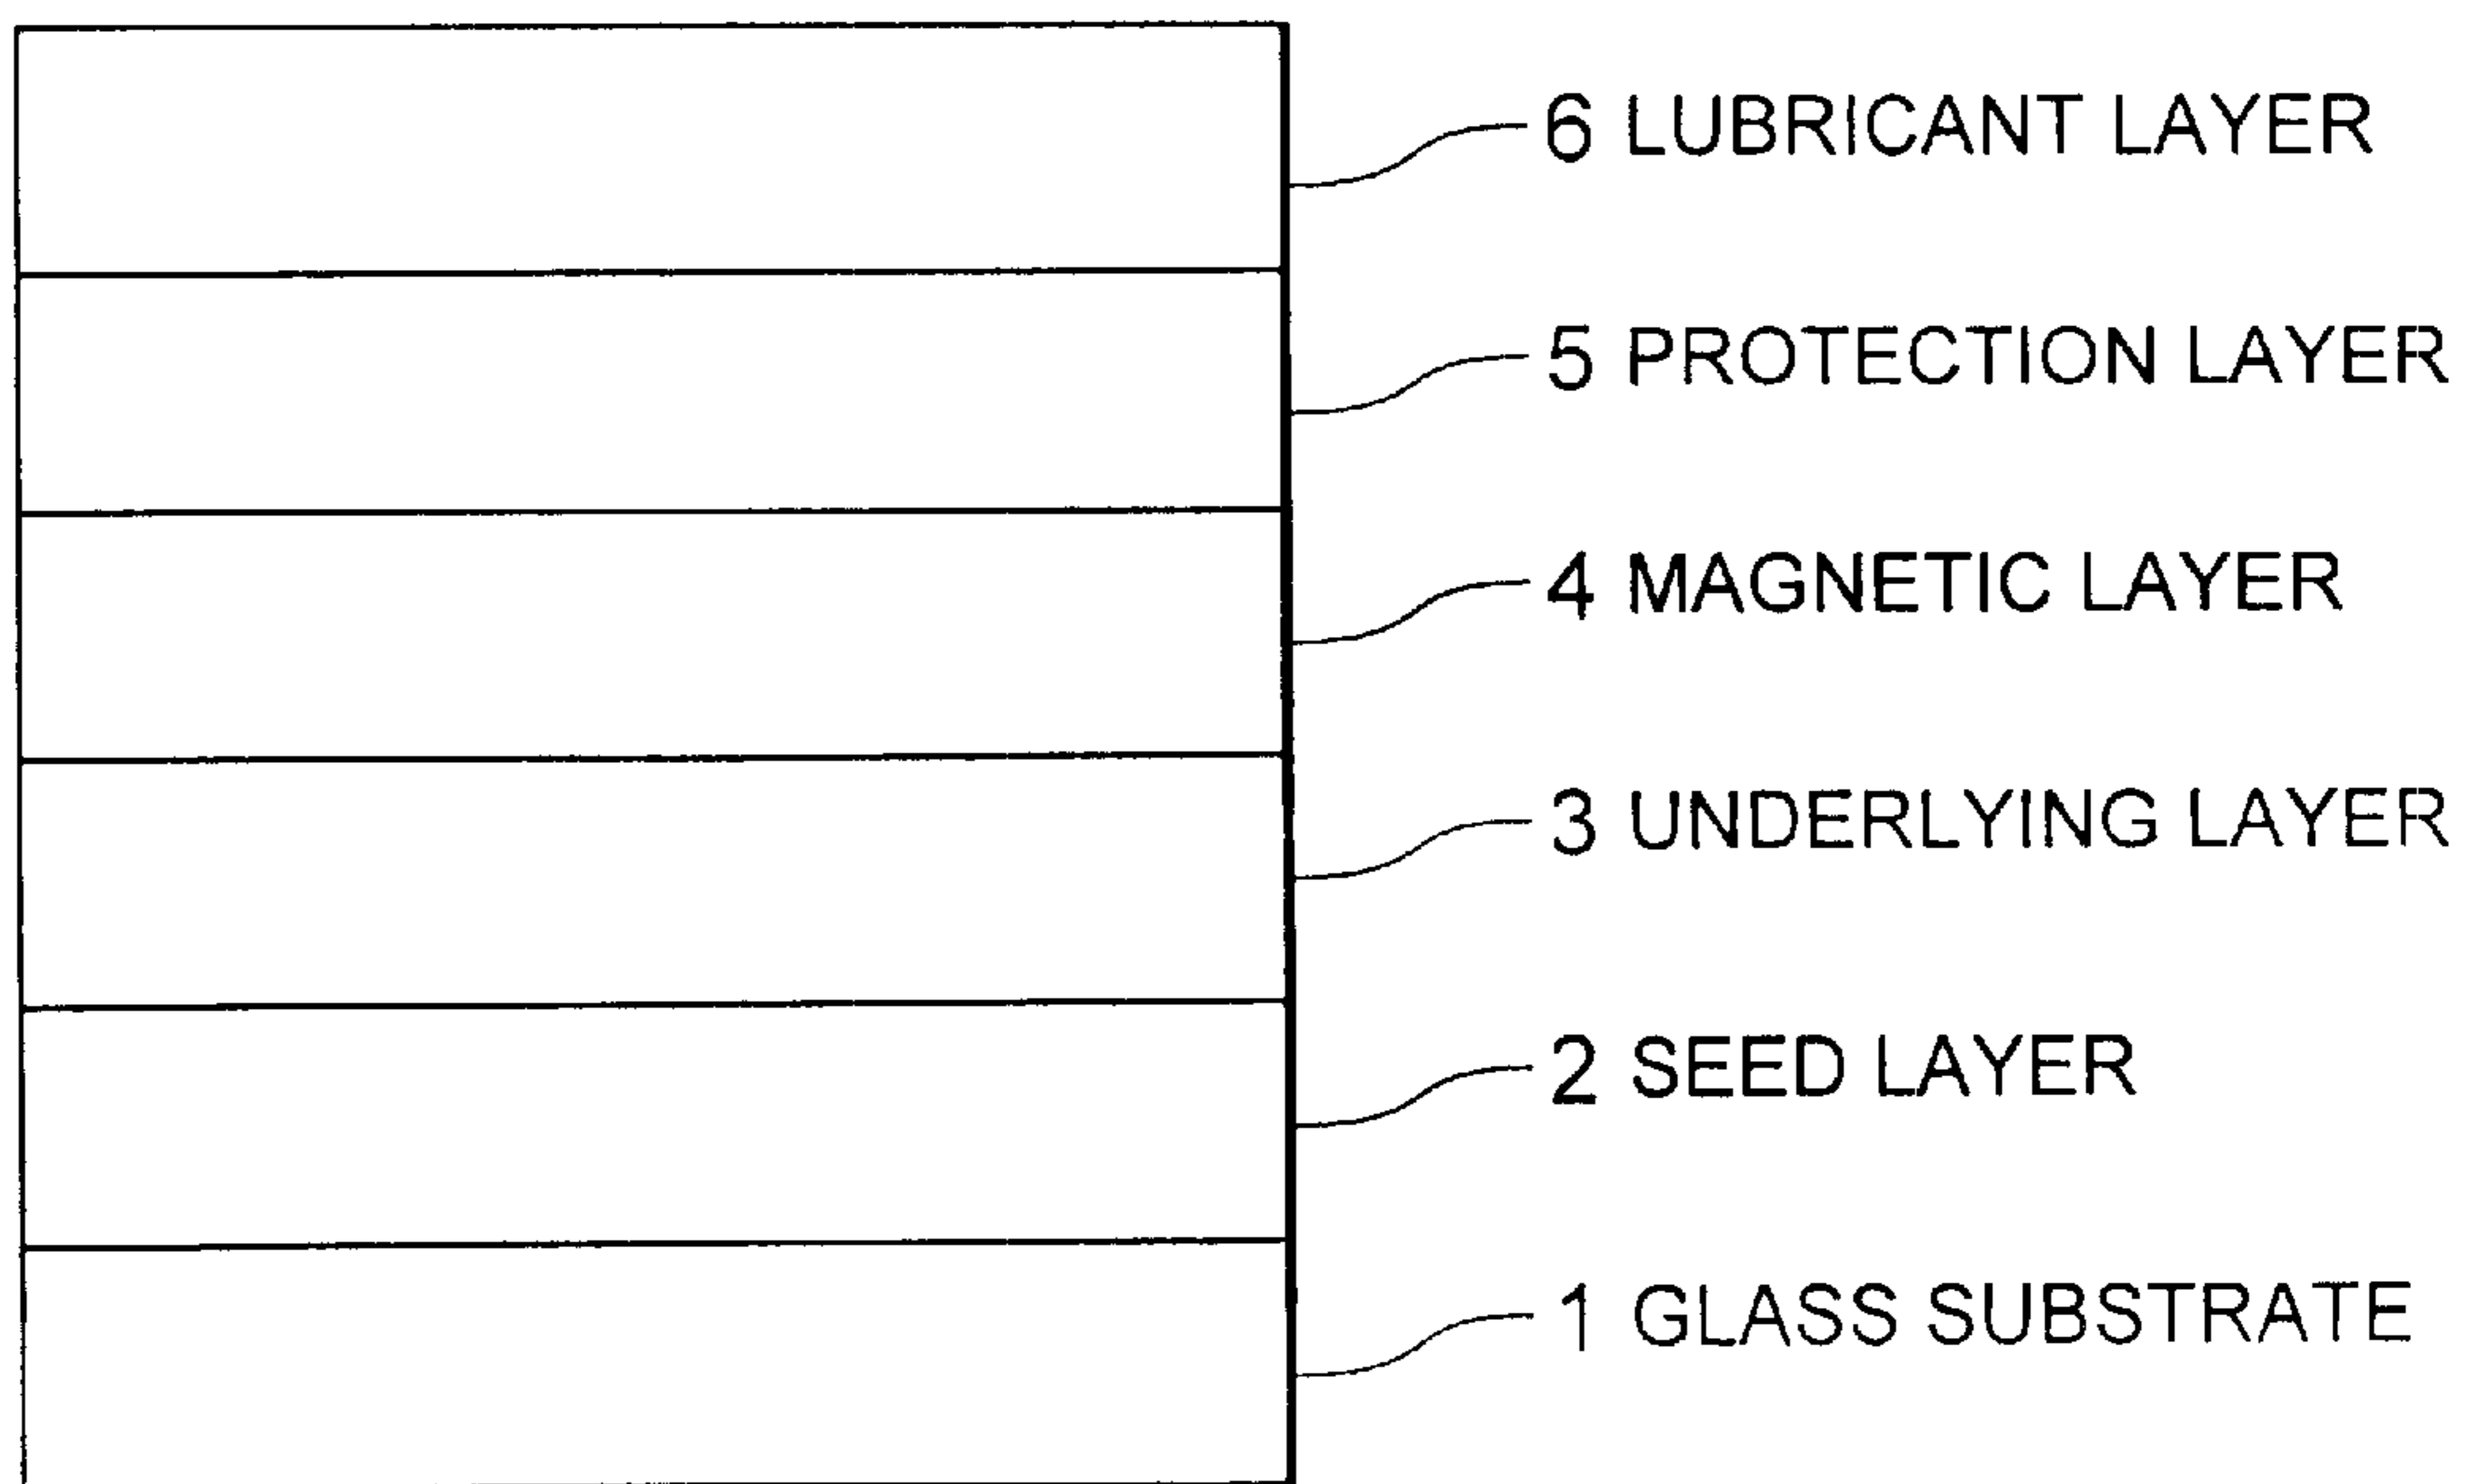 6 LUBRICANT LAYER
5 PROTECTION LAYER
4 MAGNETIC LAYER
3 UNDERLYING LAYER
2 SEED LAYER
1 GLASS SUBSTRATE